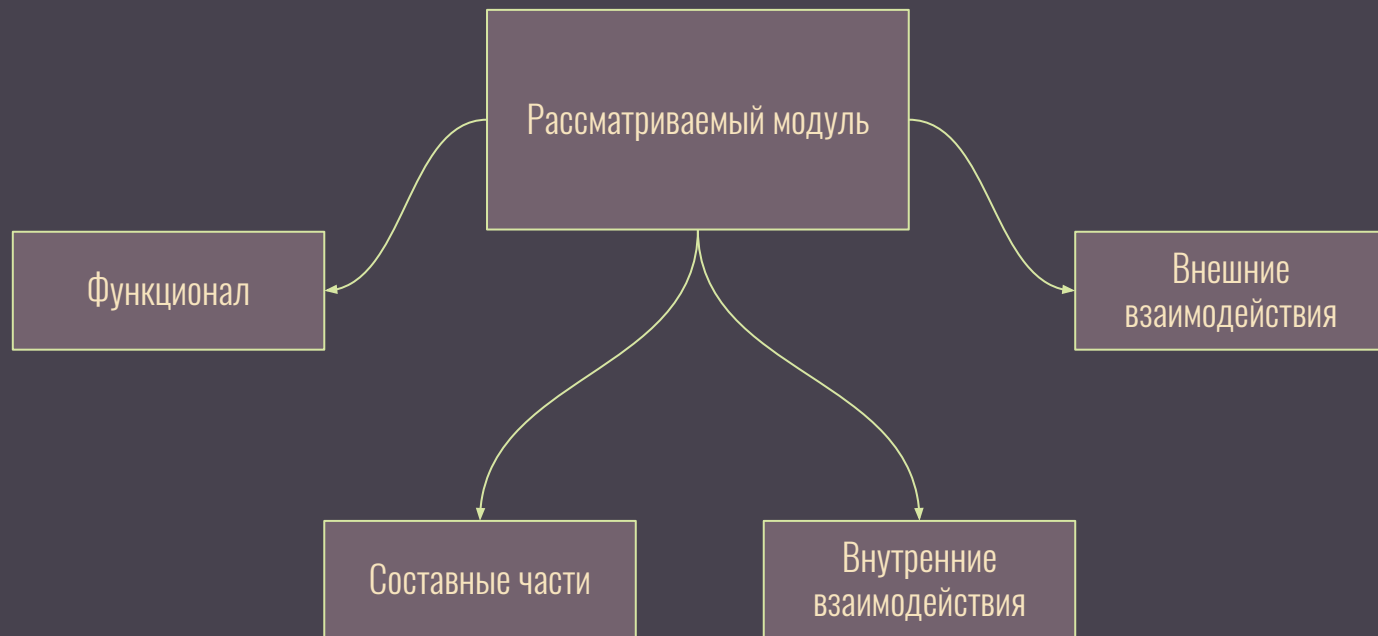 Рассматриваемый модуль
Функционал
Внешние
взаимодействия
Составные части
Внутренние
взаимодействия